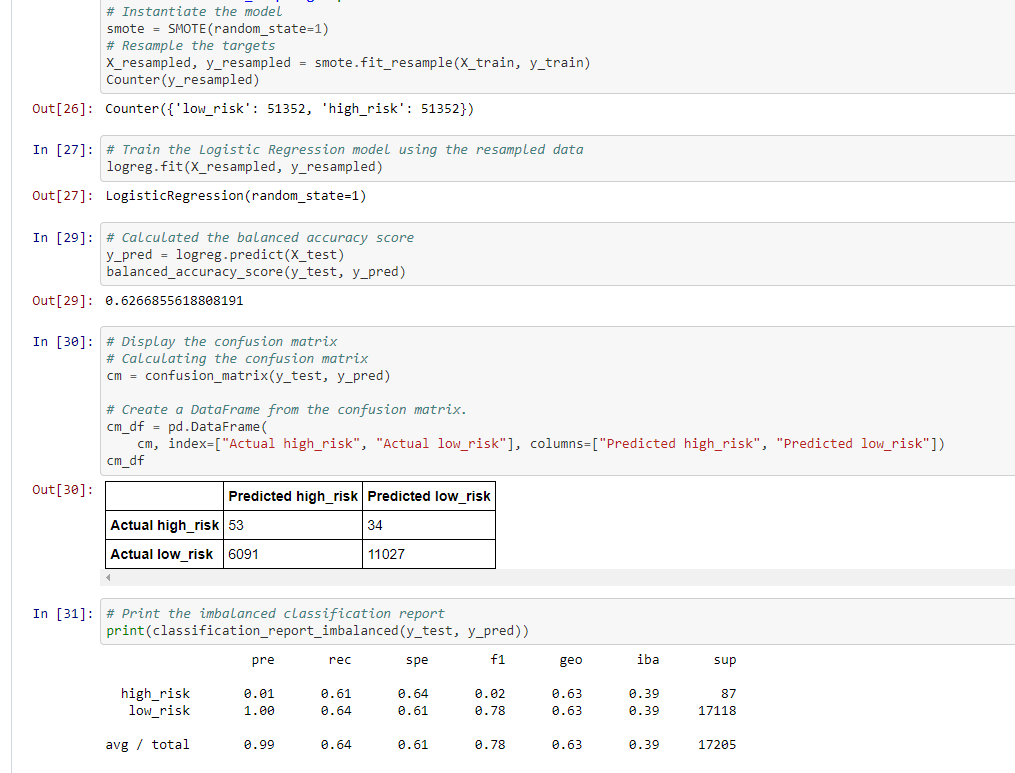 # Instantiate the model
smote = SMOTE(random_state=1)
# Resample the targets
X_resampled, y_resampled = smote.fit_resample(X_train, y_train)
Counter(y_resampled)
Out[26]: Counter({'low_risk': 51352, 'high_risk': 51352})
In [27]: # Train the Logistic Regression model using the resampled data
logreg.fit(X_resampled, y_resampled)
Out[27]: LogisticRegression(random_state=1)
In [29]: # Calculated the balanced accuracy score
y_pred = logreg.predict(X_test)
balanced_accuracy_score(y_test, y_pred)
Out[29]: 0.6266855618808191
In [30]: # Display the confusion matrix
# Calculating the confusion matrix
cm = confusion_matrix(y_test, y_pred)
# Create a DataFrame from the confusion matrix.
cm_df = pd.DataFrame(
cm, index=["Actual high_risk", "Actual low_risk"], columns=["Predicted high_risk", "Predicted low_risk"])
cm_df
Out[30]:
Predicted high_risk Predicted low_risk
Actual high_risk 53 34
Actual low_risk 6091 11027
In [31]: # Print the imbalanced classification report
print(classification_report_imbalanced(y_test, y_pred))
pre rec spe f1 geo iba sup
high_risk 0.01 0.61 0.64 0.02 0.63 0.39 87
low_risk 1.00 0.64 0.61 0.78 0.63 0.39 17118
avg / total 0.99 0.64 0.61 0.78 0.63 0.39 17205